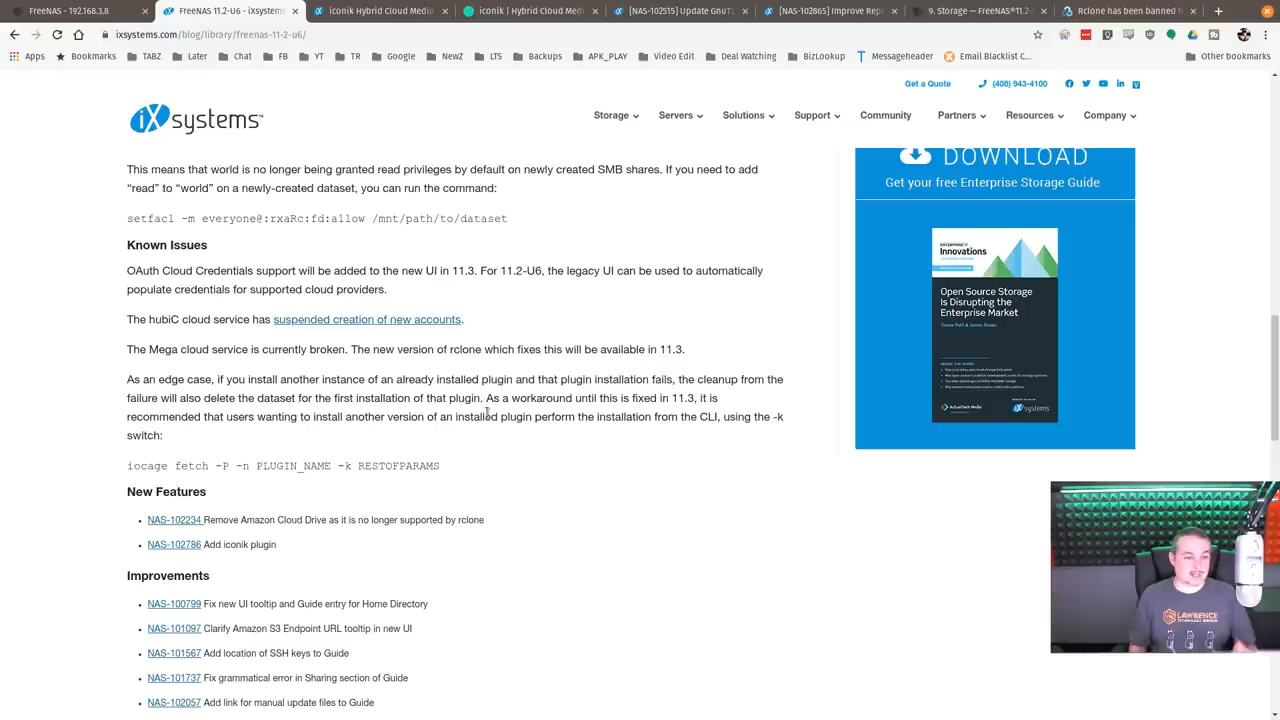 FreeNAS - 192.168.3.8
FreeNAS 11.2-U6 - iXsystems
iconik Hybrid Cloud Medi
iconik | Hybrid Cloud Medi
[NAS-102515] Update GnuTL
[NAS-102865] Improve Rep
9. Storage — FreeNAS®11.2-
Rclone has been banned f
ixsystems.com/blog/library/freenas-11-2-u6/
Apps
Bookmarks
TABZ
Later
Chat
FB
YT
TR
Google
NewZ
LTS
Backups
APK_PLAY
Video Edit
Deal Watching
BizLookup
Messageheader
Email Blacklist C...
Other bookmarks
Get a Quote
(408) 943-4100
iXsystems
Storage
Servers
Solutions
Support
Community
Partners
Resources
Company
This means that world is no longer being granted read privileges by default on newly created SMB shares. If you need to add
“read” to “world” on a newly-created dataset, you can run the command:
setfacl -m everyone@:rxaRc:fd:allow /mnt/path/to/dataset
Known Issues
OAuth Cloud Credentials support will be added to the new UI in 11.3. For 11.2-U6, the legacy UI can be used to automatically
populate credentials for supported cloud providers.
The hubiC cloud service has suspended creation of new accounts.
The Mega cloud service is currently broken. The new version of rclone which fixes this will be available in 11.3.
As an edge case, if you install a new instance of an already installed plugin and that plugin installation fails, the cleanup from the
failure will also delete the dataset of the first installation of that plugin. As a workaround until this is fixed in 11.3, it is
recommended that users wishing to install another version of an installed plugin perform the installation from the CLI, using the -k
switch:
iocage fetch -P -n PLUGIN_NAME -k RESTOFPARAMS
New Features
NAS-102234 Remove Amazon Cloud Drive as it is no longer supported by rclone
NAS-102786 Add iconik plugin
Improvements
NAS-100799 Fix new UI tooltip and Guide entry for Home Directory
NAS-101097 Clarify Amazon S3 Endpoint URL tooltip in new UI
NAS-101567 Add location of SSH keys to Guide
NAS-101737 Fix grammatical error in Sharing section of Guide
NAS-102057 Add link for manual update files to Guide
DOWNLOAD
Get your free Enterprise Storage Guide
Innovations
Open Source Storage
Is Disrupting the
Enterprise Market
Trevor Pott & James Green
ActualTech Media
iXsystems
LAWRENCE